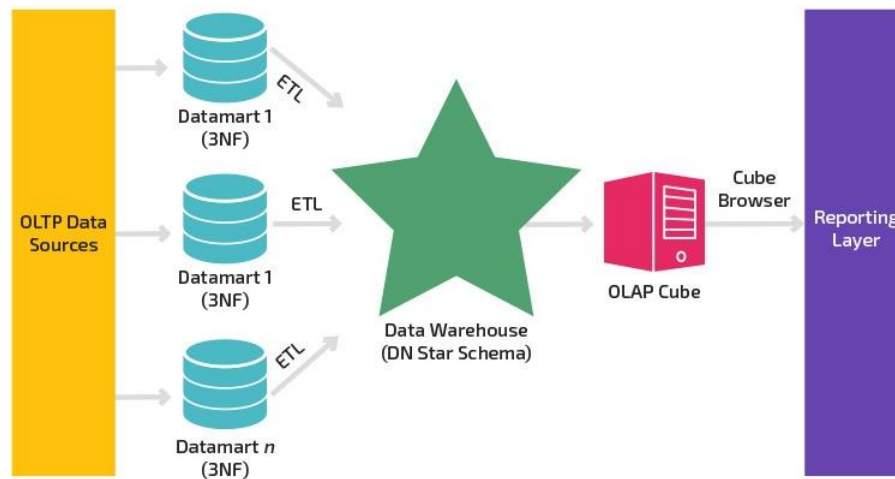 OLTP Data
Sources
Datamart 1
(3NF)
ETL
Datamart 1
(3NF)
ETL
Datamart n
(3NF)
ETL
Data Warehouse
(DN Star Schema)
OLAP Cube
Cube
Browser
Reporting
Layer